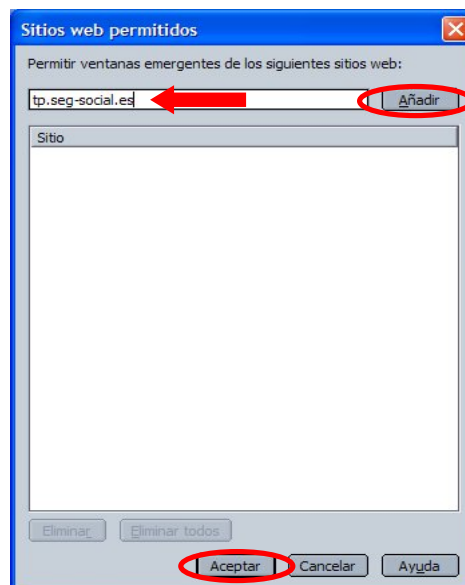 Sitios web permitidos
Permitir ventanas emergentes de los siguientes sitios web:
tp.seg-social.es Añadir
Sitio
Eliminar Eliminar todos
Aceptar Cancelar Ayuda